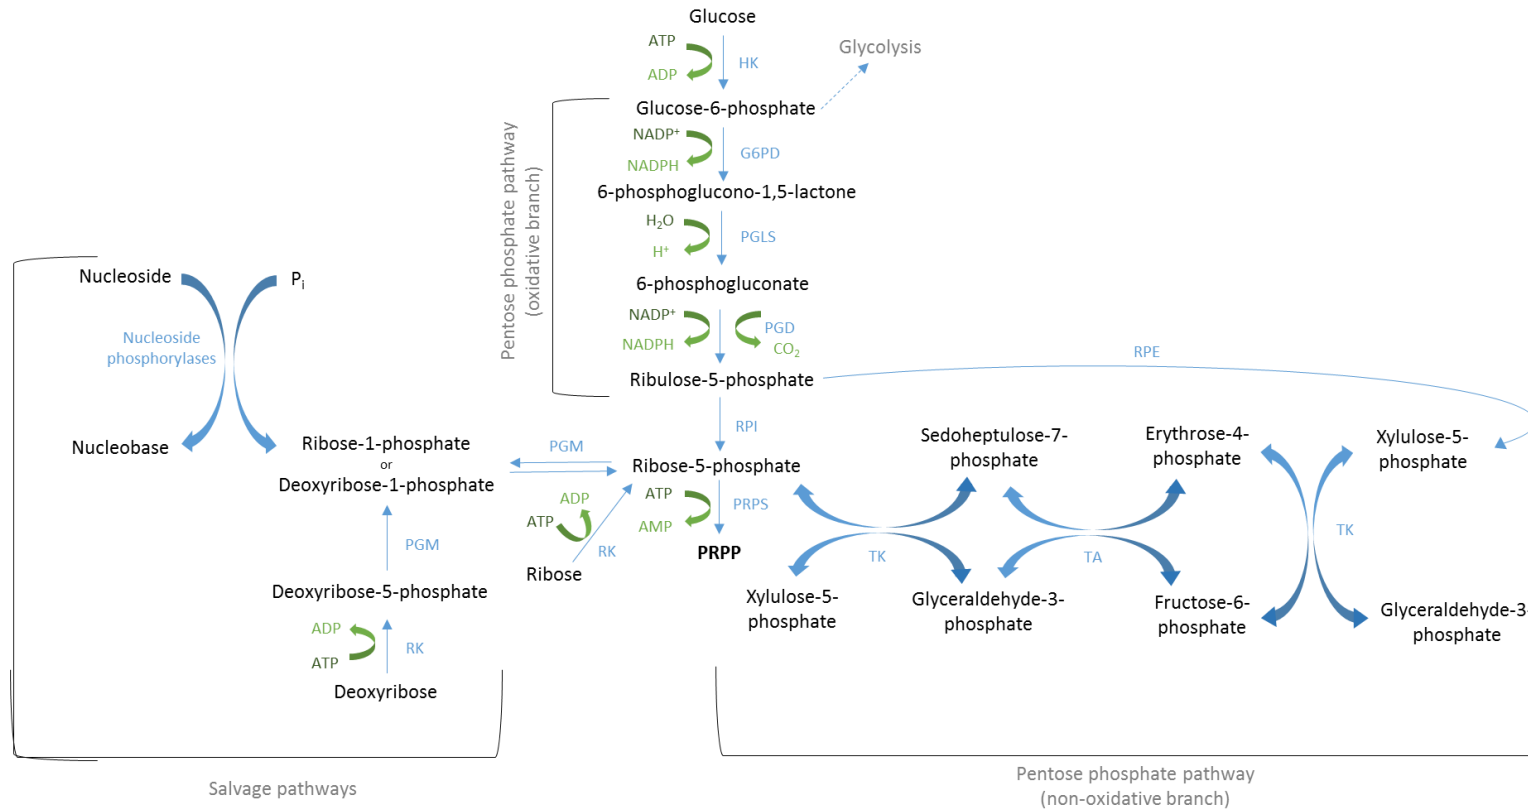 Glucose
ATP
ADP
HK
Glycolysis
Glucose-6-phosphate
Pentose phosphate pathway
(oxidative branch)
NADP+
NADPH
G6PD
6-phosphoglucono-1,5-lactone
H2O
H+
PGLS
6-phosphogluconate
NADP+
NADPH
PGD
CO2
Ribulose-5-phosphate
RPE
RPI
Nucleoside
Pi
Nucleoside
phosphorylases
Nucleobase
Ribose-1-phosphate
or
Deoxyribose-1-phosphate
PGM
Ribose-5-phosphate
PGM
Deoxyribose-5-phosphate
ADP
ATP
RK
Deoxyribose
ADP
ATP
RK
Ribose
ATP
AMP
PRPS
PRPP
Sedoheptulose-7-
phosphate
Erythrose-4-
phosphate
Xylulose-5-
phosphate
TK
TA
TK
Xylulose-5-
phosphate
Glyceraldehyde-3-
phosphate
Fructose-6-
phosphate
Glyceraldehyde-3-
phosphate
Salvage pathways
Pentose phosphate pathway
(non-oxidative branch)